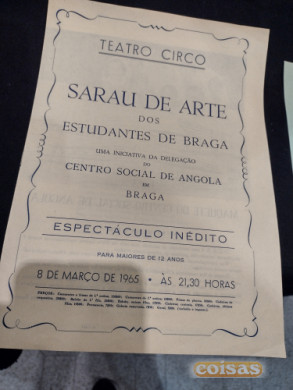 TEATRO CIRCO
SARAU DE ARTE
DOS
ESTUDANTES DE BRAGA
UMA INICIATIVA DA DELEGAÇÃO
DO
CENTRO SOCIAL DE ANGOLA
EM
BRAGA
ESPECTÁCULO INÉDITO
PARA MAIORES DE 12 ANOS
8 DE MARÇO DE 1965 • ÀS 21,30 HORAS
coisas